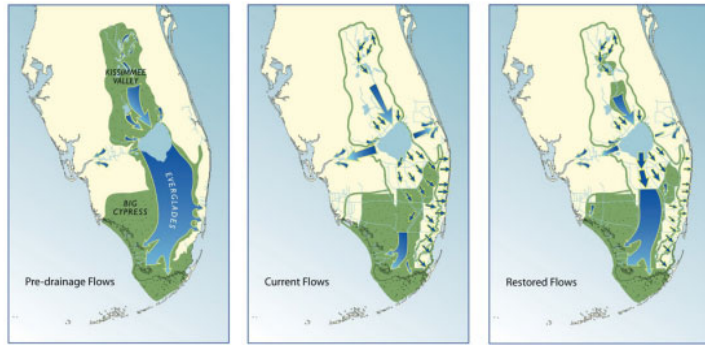 KISSIMMEE
VALLEY
EVERGLADES
BIG
CYPRESS
Pre-drainage Flows
Current Flows
Restored Flows